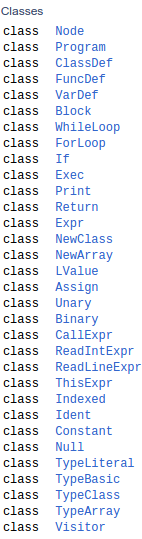 Classes
class Node
class Program
class ClassDef
class FuncDef
class VarDef
class Block
class WhileLoop
class ForLoop
class If
class Exec
class Print
class Return
class Expr
class NewClass
class NewArray
class LValue
class Assign
class Unary
class Binary
class CallExpr
class ReadIntExpr
class ReadLineExpr
class ThisExpr
class Indexed
class Ident
class Constant
class Null
class TypeLiteral
class TypeBasic
class TypeClass
class TypeArray
class Visitor